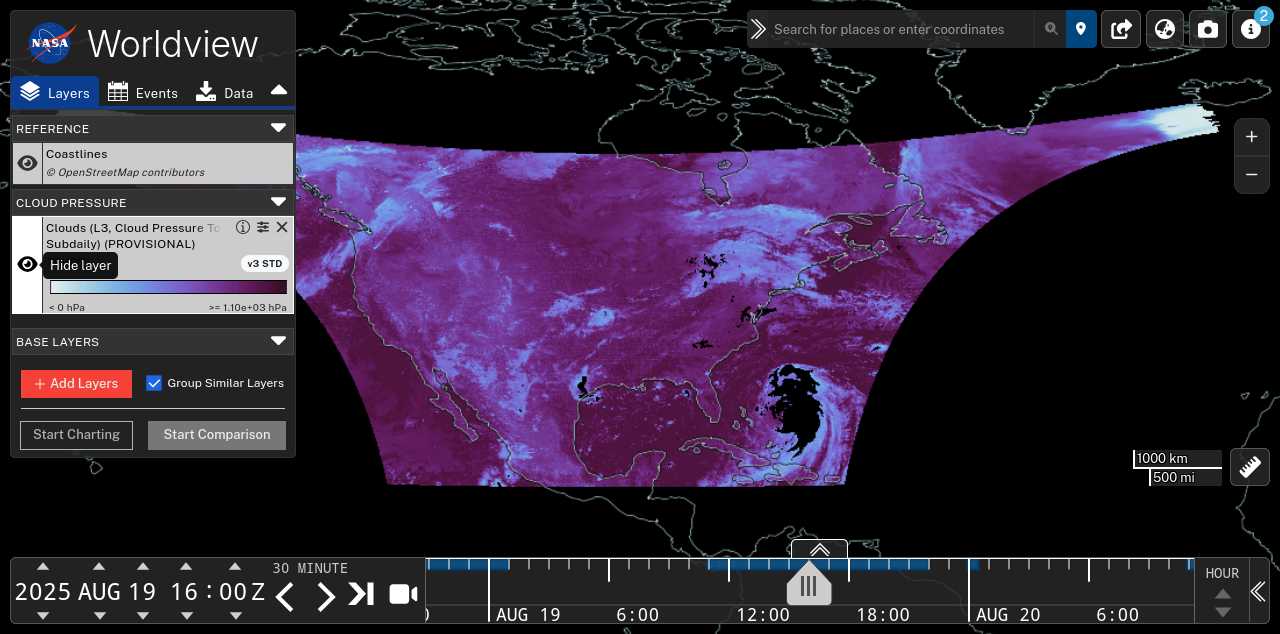 NASA Worldview
Search for places or enter coordinates
2
Layers Events Data
REFERENCE
Coastlines
© OpenStreetMap contributors
CLOUD PRESSURE
Clouds (L3, Cloud Pressure To
Subdaily) (PROVISIONAL)
Hide layer
v3 STD
< 0 hPa >= 1.10e+03 hPa
BASE LAYERS
+ Add Layers Group Similar Layers
Start Charting Start Comparison
+
−
1000 km
500 mi
2025 AUG 19 16:00Z
30 MINUTE
AUG 19 6:00 12:00 18:00 AUG 20 6:00
HOUR